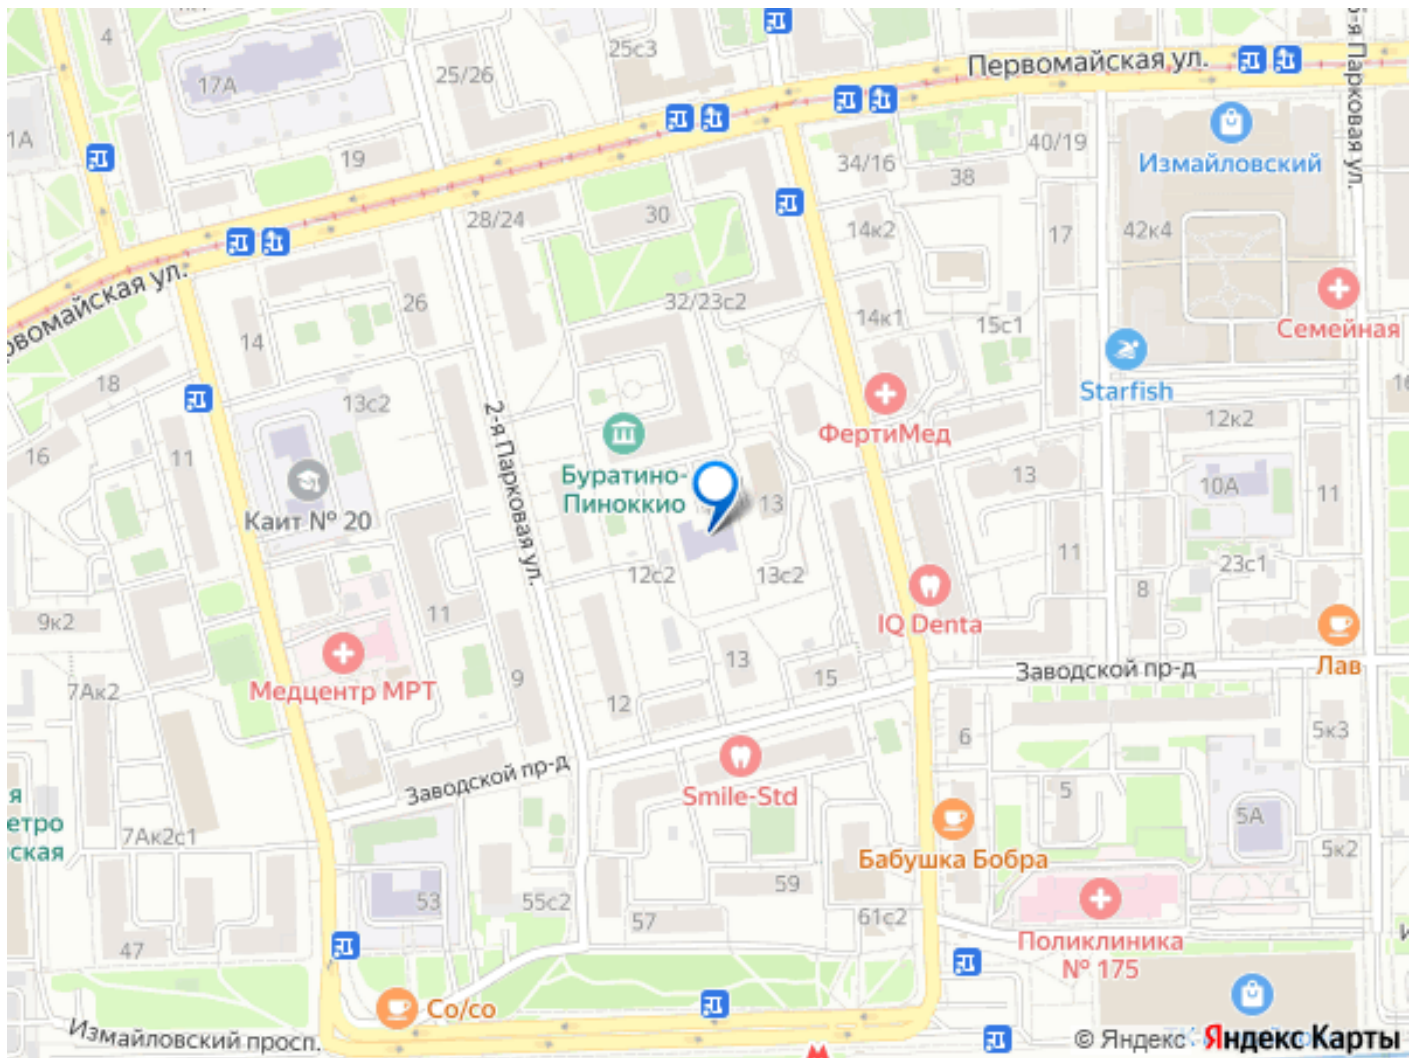 4
25с3
17А
25/26
Первомайская ул.
5-я Парковая ул.
1А
19
34/16
40/19
Измайловский
38
28/24
30
14к2
17
42к4
рвомайская ул.
26
32/23с2
14к1
15с1
Семейная
14
18
13с2
2-я Парковая ул.
Starfish
16
12к2
ФертиМед
16
11
Буратино-
Пиноккио
13
13
10А
11
Каит № 20
11
23с1
12с2
13с2
8
9к2
11
IQ Denta
Лав
Медцентр МРТ
13
15
Заводской пр-д
7Ак2
9
12
6
5к3
Заводской пр-д
Smile-Std
5
я
етро
ская
7Ак2с1
5А
Бабушка Бобра
5к2
59
53
55с2
57
61с2
Поликлиника
№ 175
47
Co/co
Измайловский просп.
© Яндекс
Яндекс Карты